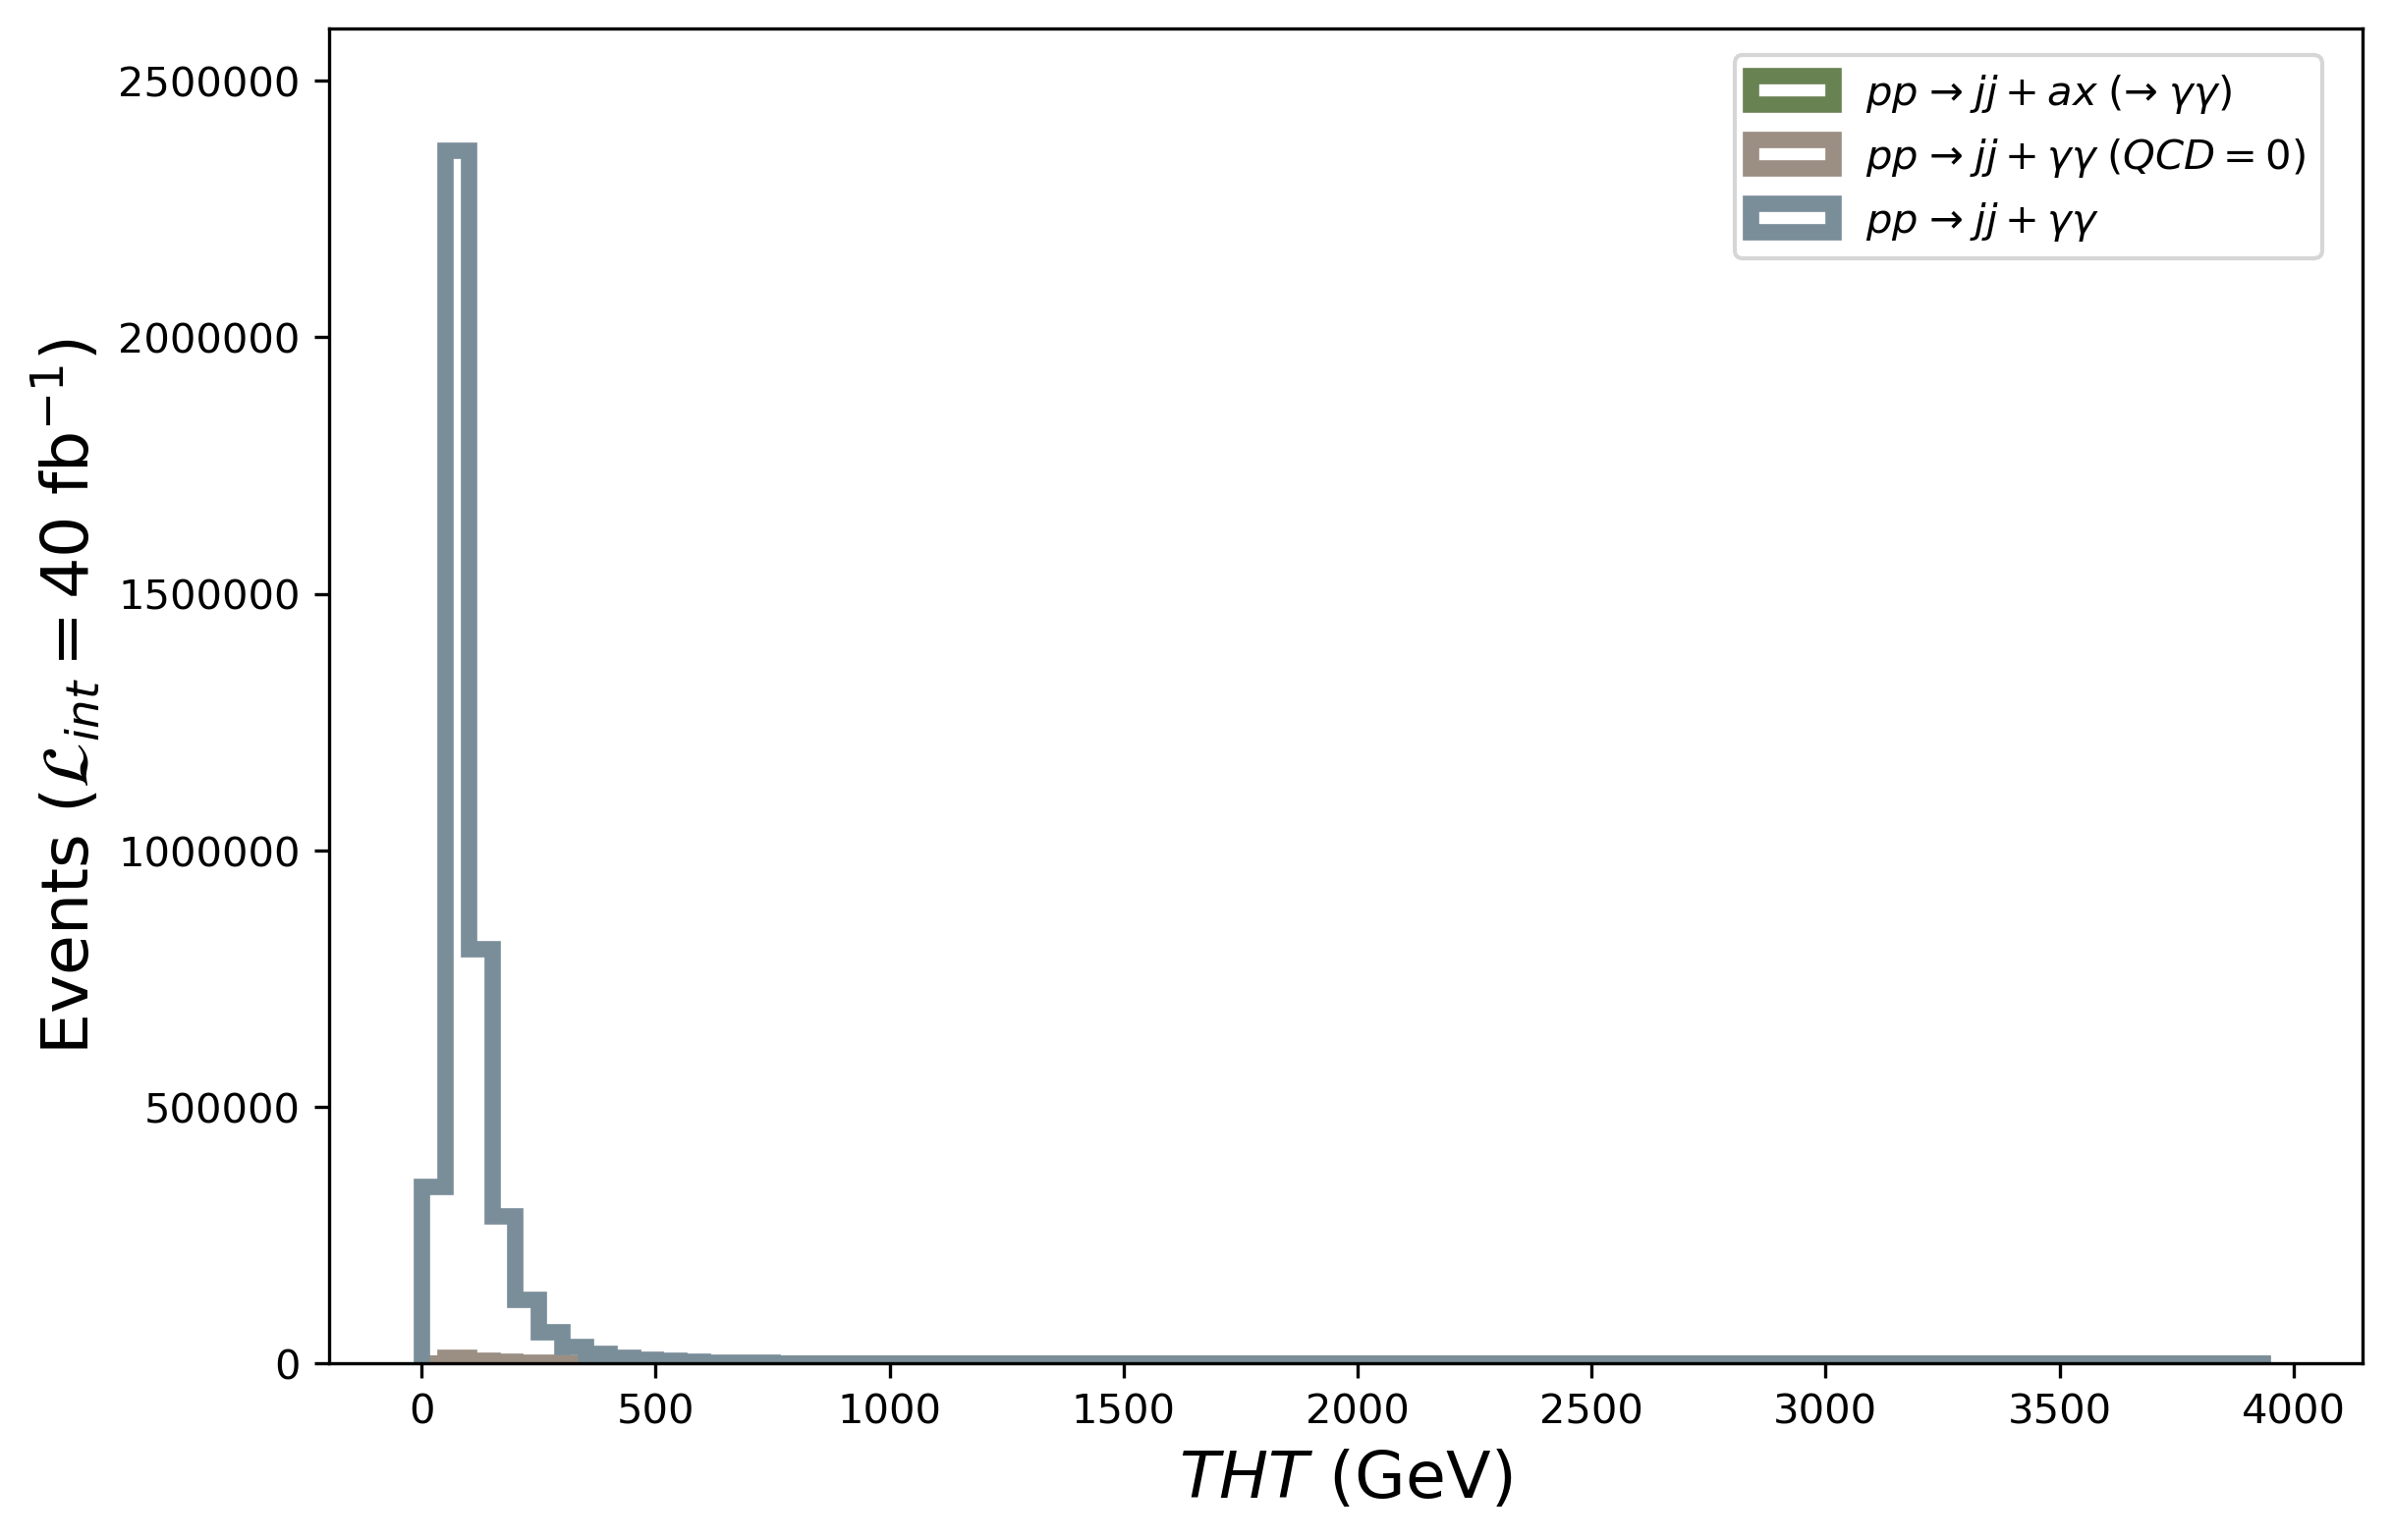 pp → jj + ax (→ γγ)
pp → jj + γγ (QCD = 0)
pp → jj + γγ
2500000
2000000
1500000
1000000
500000
0
Events (ℒint = 40 fb⁻¹)
0 500 1000 1500 2000 2500 3000 3500 4000
THT (GeV)